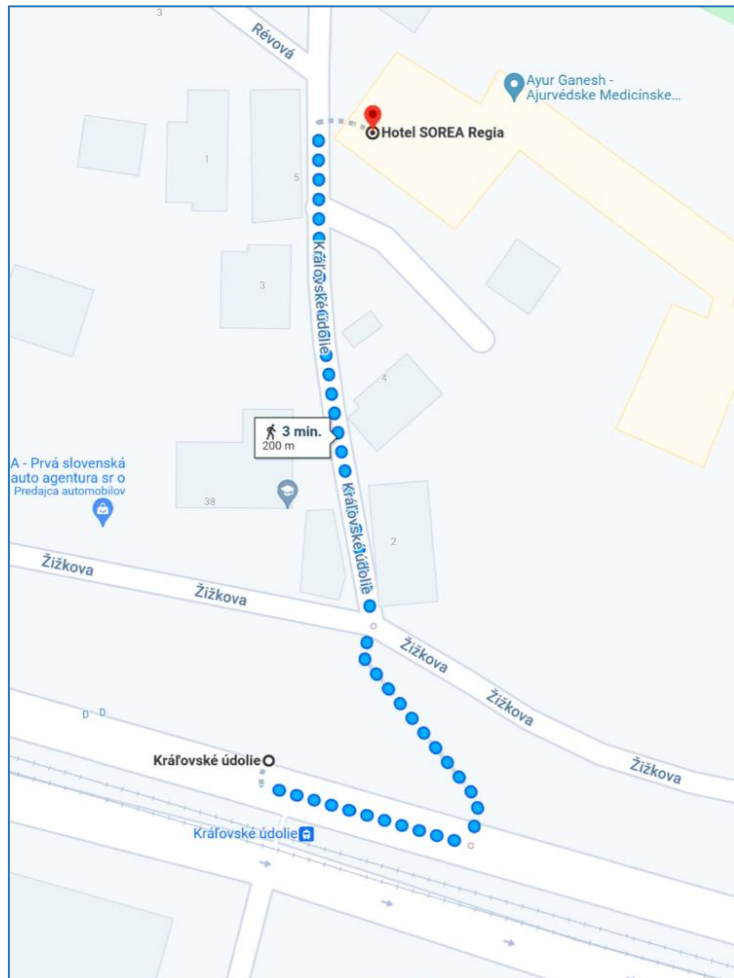 3
Révová
Ayur Ganesh -
Ajurvédske Medicínske...
Hotel SOREA Regia
1
5
Kráľovské údolie
3
4
3 min.
200 m
A - Prvá slovenská
auto agentura sr o
Predajca automobilov
38
Kráľovské údolie
2
Žižkova
Žižkova
Žižkova
Žižkova
D D
Kráľovské údolie
Kráľovské údolie